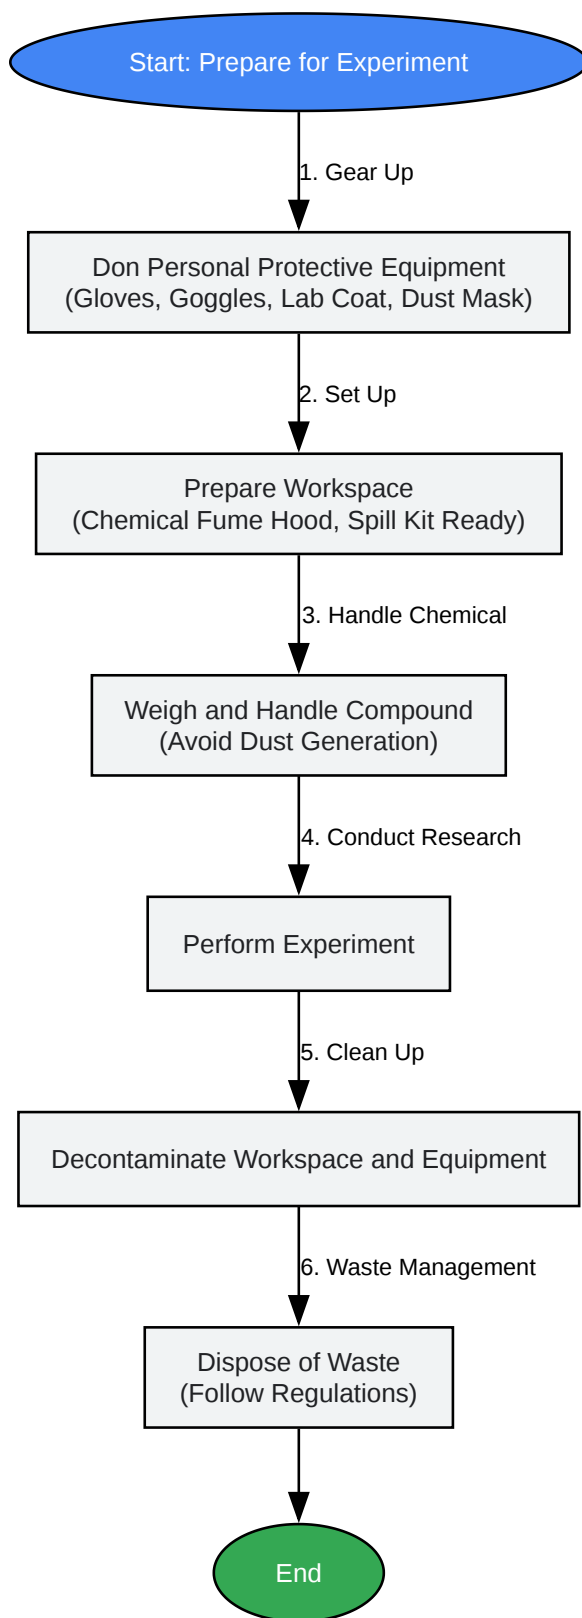 Start: Prepare for Experiment
1. Gear Up
Don Personal Protective Equipment
(Gloves, Goggles, Lab Coat, Dust Mask)
2. Set Up
Prepare Workspace
(Chemical Fume Hood, Spill Kit Ready)
3. Handle Chemical
Weigh and Handle Compound
(Avoid Dust Generation)
4. Conduct Research
Perform Experiment
5. Clean Up
Decontaminate Workspace and Equipment
6. Waste Management
Dispose of Waste
(Follow Regulations)
End